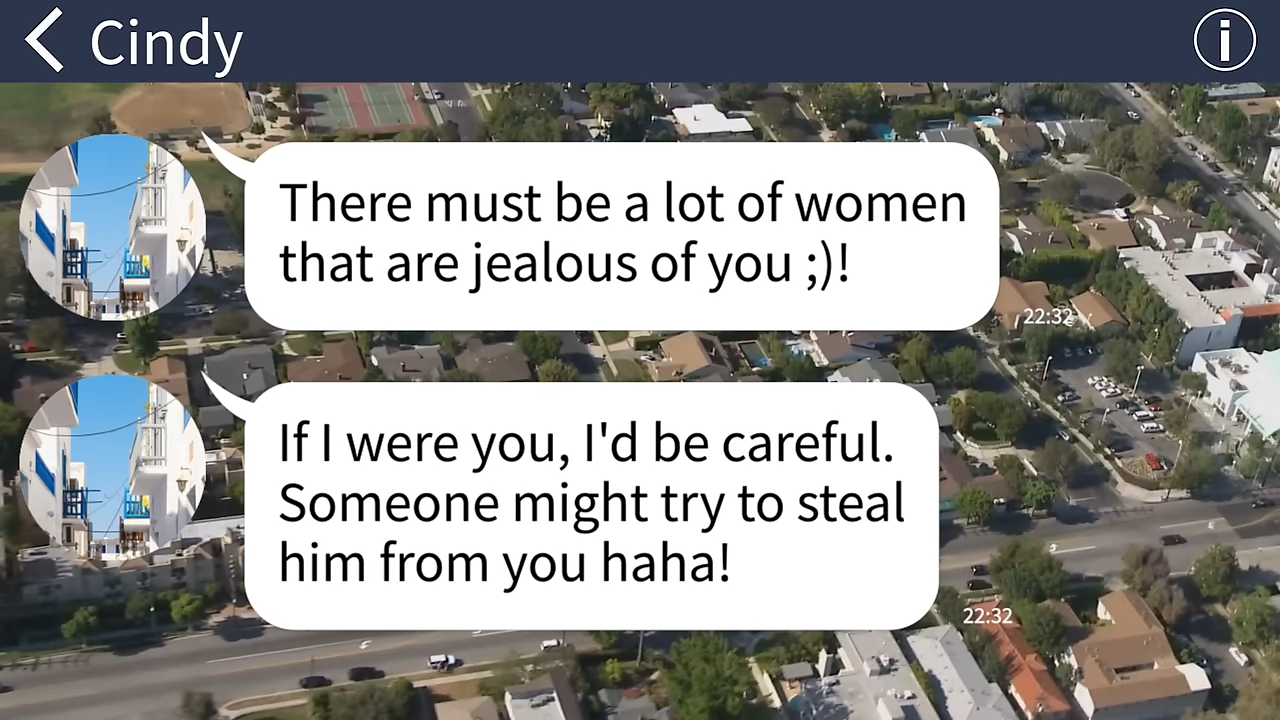 Cindy
There must be a lot of women
that are jealous of you ;)!
22:32
If I were you, I'd be careful.
Someone might try to steal
him from you haha!
22:32